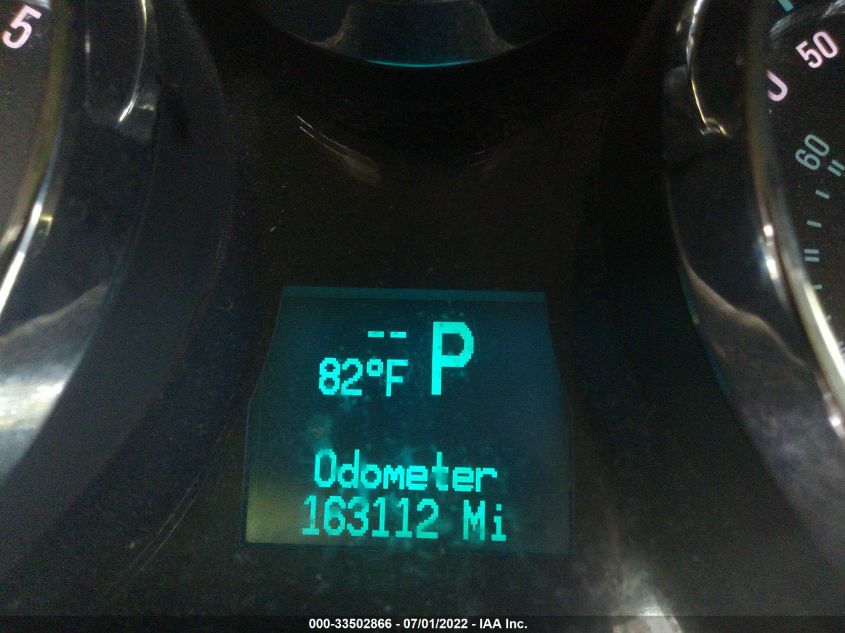 5
50
60
--
82°F P
Odometer
163112 Mi
000-33502866 - 07/01/2022 - IAA Inc.